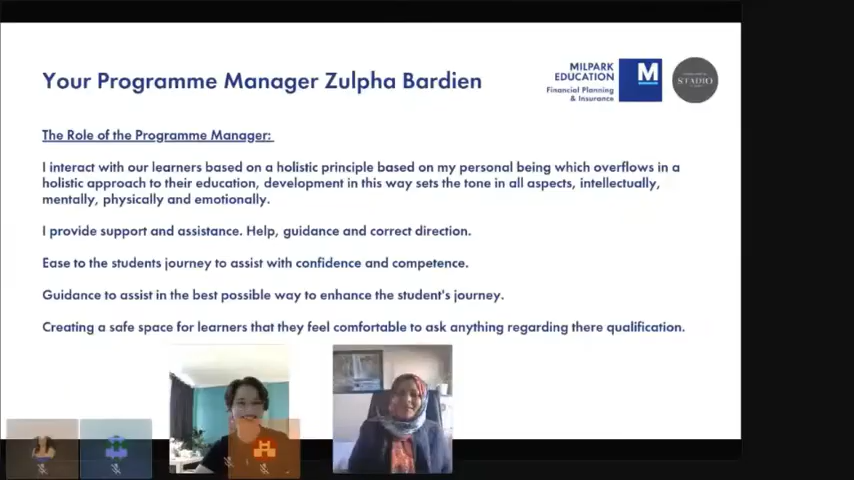 Your Programme Manager Zulpha Bardien
MILPARK
EDUCATION
Financial Planning
& Insurance
M
STADIO
The Role of the Programme Manager:
I interact with our learners based on a holistic principle based on my personal being which overflows in a
holistic approach to their education, development in this way sets the tone in all aspects, intellectually,
mentally, physically and emotionally.
I provide support and assistance. Help, guidance and correct direction.
Ease to the students journey to assist with confidence and competence.
Guidance to assist in the best possible way to enhance the student's journey.
Creating a safe space for learners that they feel comfortable to ask anything regarding there qualification.